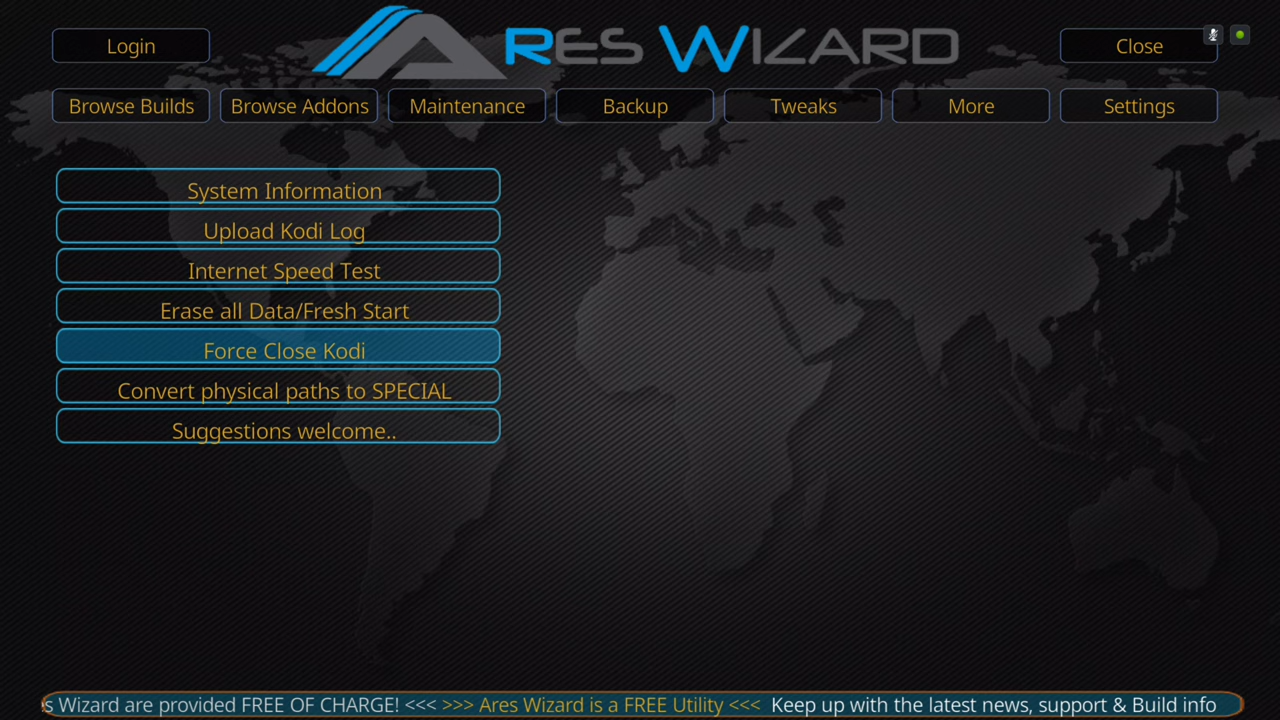 Login
ARES WIZARD
Close
Browse Builds
Browse Addons
Maintenance
Backup
Tweaks
More
Settings
System Information
Upload Kodi Log
Internet Speed Test
Erase all Data/Fresh Start
Force Close Kodi
Convert physical paths to SPECIAL
Suggestions welcome..
s Wizard are provided FREE OF CHARGE! <<< >>> Ares Wizard is a FREE Utility <<< Keep up with the latest news, support & Build info